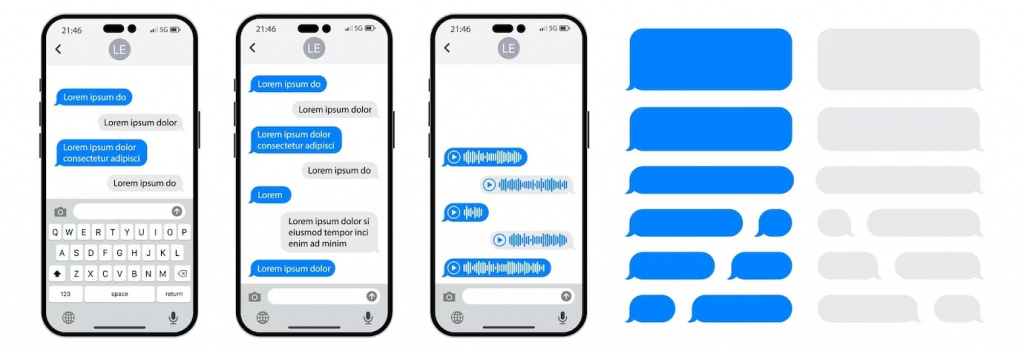 21:46
5G
LE
Lorem ipsum do
Lorem ipsum dolor
Lorem ipsum dolor
consectetur adipisci
Lorem ipsum do
Q W E R T Y U I O P
A S D F G H J K L
Z X C V B N M
123 space return
21:46
5G
LE
Lorem ipsum do
Lorem ipsum dolor
Lorem ipsum dolor
consectetur adipisci
Lorem ipsum do
Lorem
Lorem ipsum dolor si
eiusmod tempor inci
enim ad minim
Lorem ipsum dolor
21:46
5G
LE